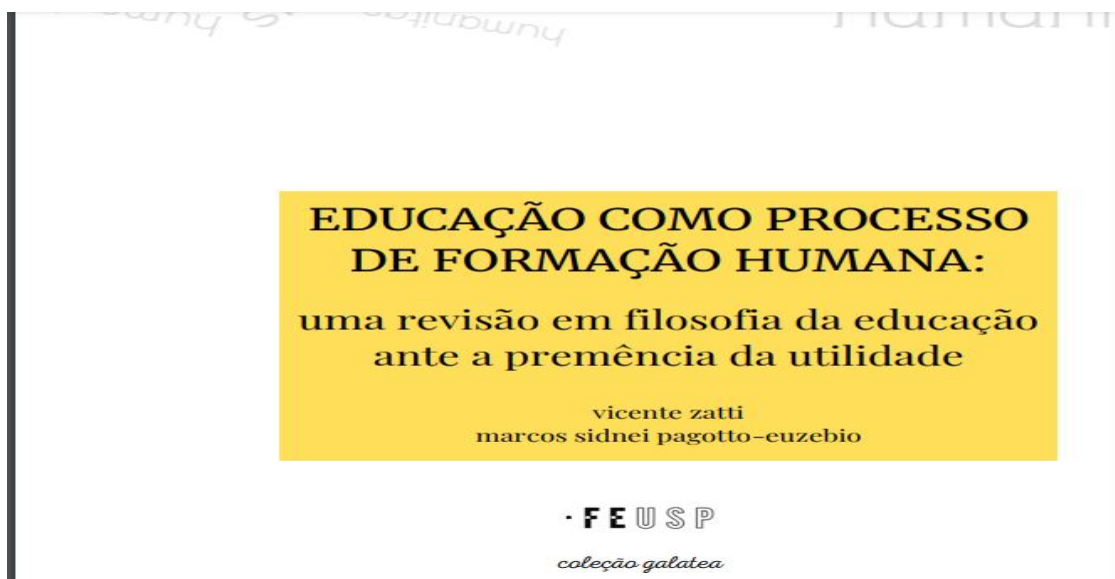 humanitas
EDUCAÇÃO COMO PROCESSO
DE FORMAÇÃO HUMANA:
uma revisão em filosofia da educação
ante a premência da utilidade
vicente zatti
marcos sidnei pagotto-euzebio
·FEUSP
coleção galatea